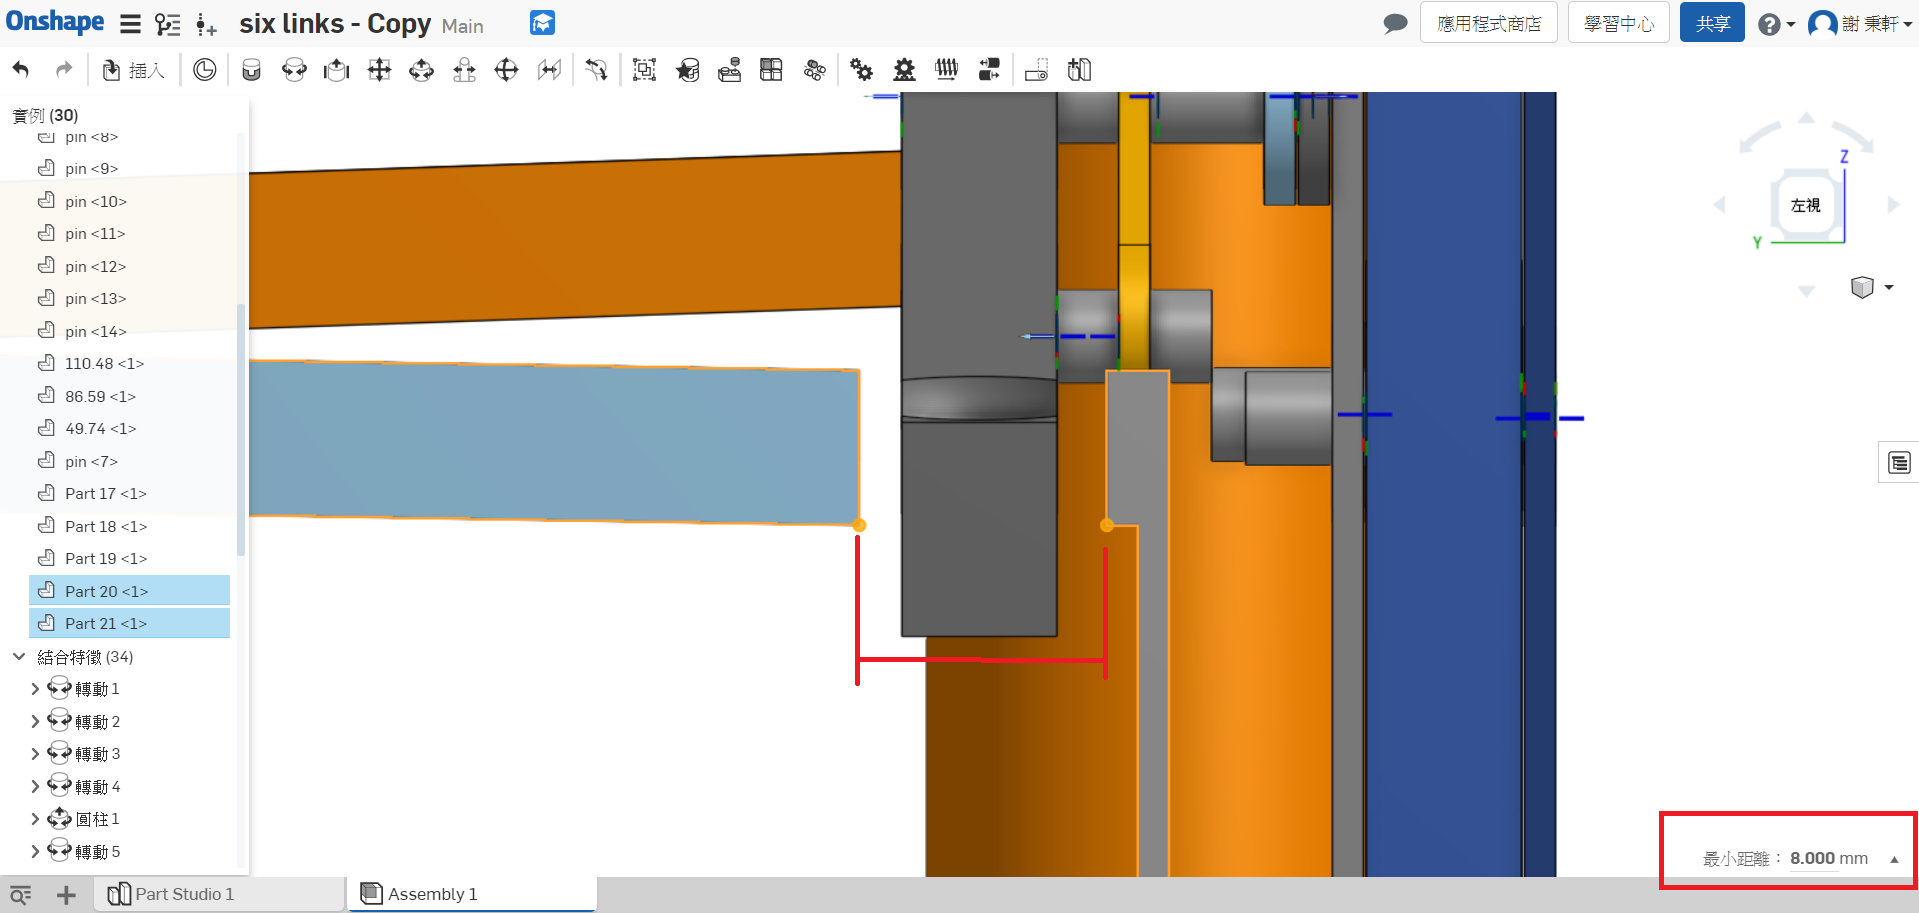 Onshape six links - Copy Main 應用程式商店 學習中心 共享 謝 秉軒
插入
實例 (30)
pin <8>
pin <9>
pin <10>
pin <11>
pin <12>
pin <13>
pin <14>
110.48 <1>
86.59 <1>
49.74 <1>
pin <7>
Part 17 <1>
Part 18 <1>
Part 19 <1>
Part 20 <1>
Part 21 <1>
結合特徵 (34)
轉動 1
轉動 2
轉動 3
轉動 4
圓柱 1
轉動 5
Z
左視
Y
最小距離： 8.000 mm
Part Studio 1 Assembly 1